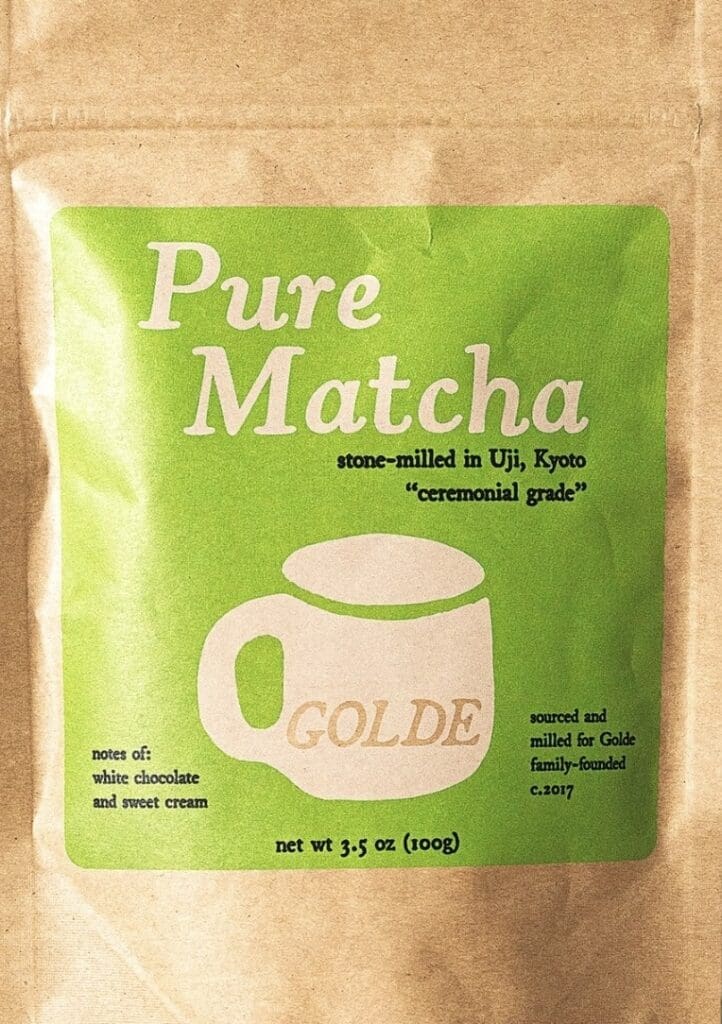 Pure
Matcha
stone-milled in Uji, Kyoto
“ceremonial grade”
GOLDE
notes of:
white chocolate
and sweet cream
sourced and
milled for Golde
family-founded
c.2017
net wt 3.5 oz (100g)